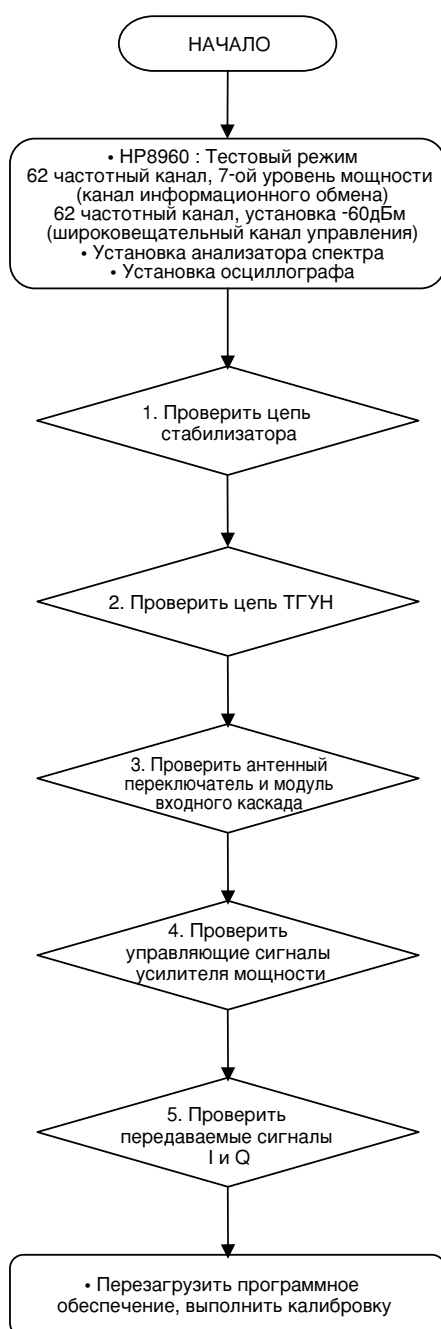 НАЧАЛО
• HP8960 : Тестовый режим
62 частотный канал, 7-ой уровень мощности
(канал информационного обмена)
62 частотный канал, установка -60дБм
(широковещательный канал управления)
• Установка анализатора спектра
• Установка осциллографа
1. Проверить цепь
стабилизатора
2. Проверить цепь ТГУН
3. Проверить антенный
переключатель и модуль
входного каскада
4. Проверить
управляющие сигналы
усилителя мощности
5. Проверить
передаваемые сигналы
I и Q
• Перезагрузить программное
обеспечение, выполнить калибровку